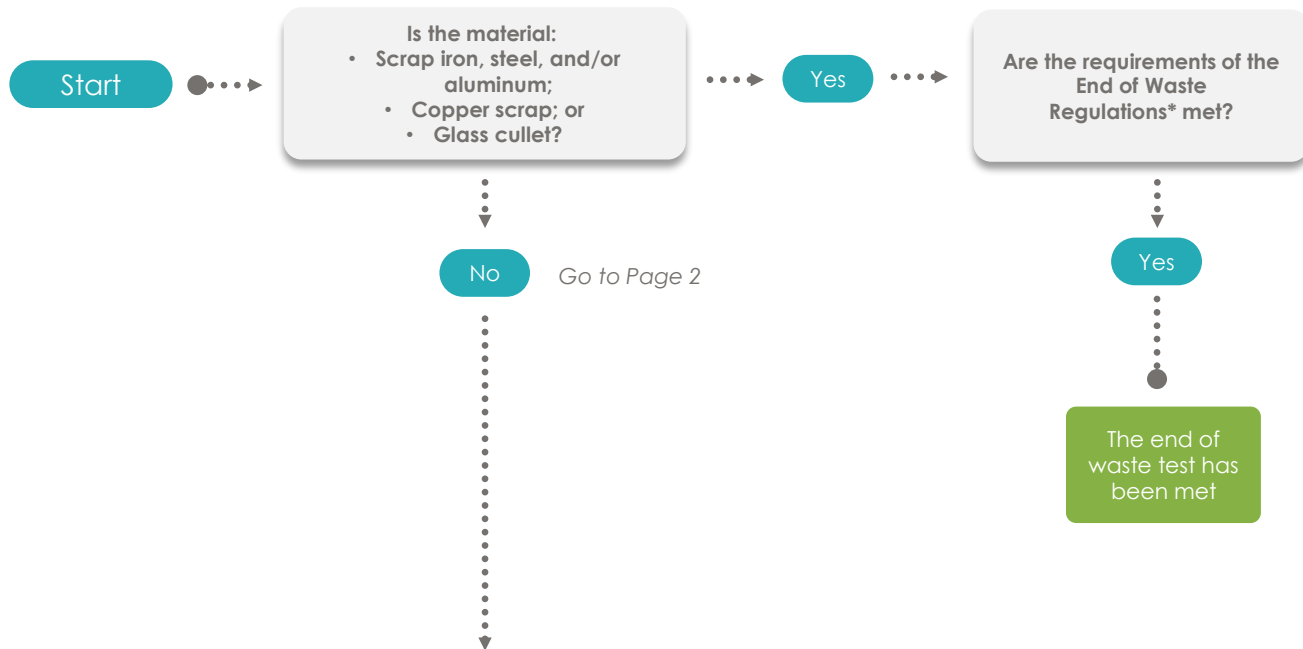 Start
Is the material:
• Scrap iron, steel, and/or
aluminum;
• Copper scrap; or
• Glass cullet?
Yes
Are the requirements of the
End of Waste
Regulations* met?
No
Go to Page 2
Yes
The end of
waste test has
been met